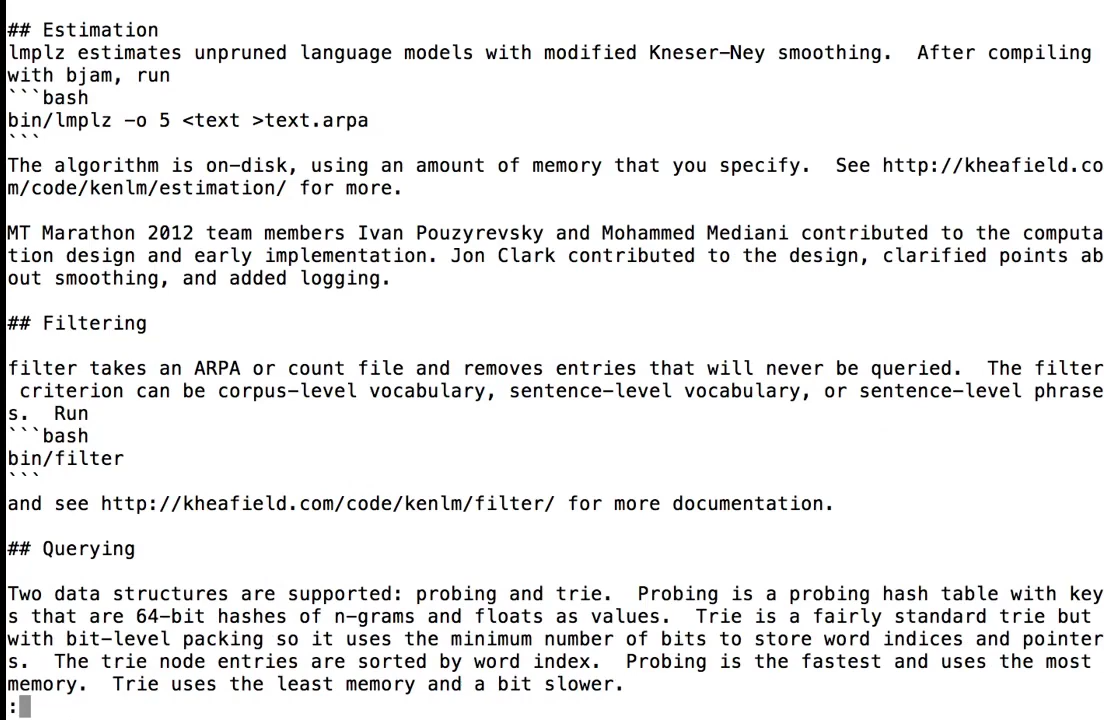 ## Estimation
lmplz estimates unpruned language models with modified Kneser-Ney smoothing.  After compiling
with bjam, run
```bash
bin/lmplz -o 5 <text >text.arpa
```
The algorithm is on-disk, using an amount of memory that you specify.  See http://kheafield.co
m/code/kenlm/estimation/ for more.
MT Marathon 2012 team members Ivan Pouzyrevsky and Mohammed Mediani contributed to the computa
tion design and early implementation. Jon Clark contributed to the design, clarified points ab
out smoothing, and added logging.
## Filtering
filter takes an ARPA or count file and removes entries that will never be queried.  The filter
 criterion can be corpus-level vocabulary, sentence-level vocabulary, or sentence-level phrase
s.  Run
```bash
bin/filter
```
and see http://kheafield.com/code/kenlm/filter/ for more documentation.
## Querying
Two data structures are supported: probing and trie.  Probing is a probing hash table with key
s that are 64-bit hashes of n-grams and floats as values.  Trie is a fairly standard trie but
with bit-level packing so it uses the minimum number of bits to store word indices and pointer
s.  The trie node entries are sorted by word index.  Probing is the fastest and uses the most
memory.  Trie uses the least memory and a bit slower.
: